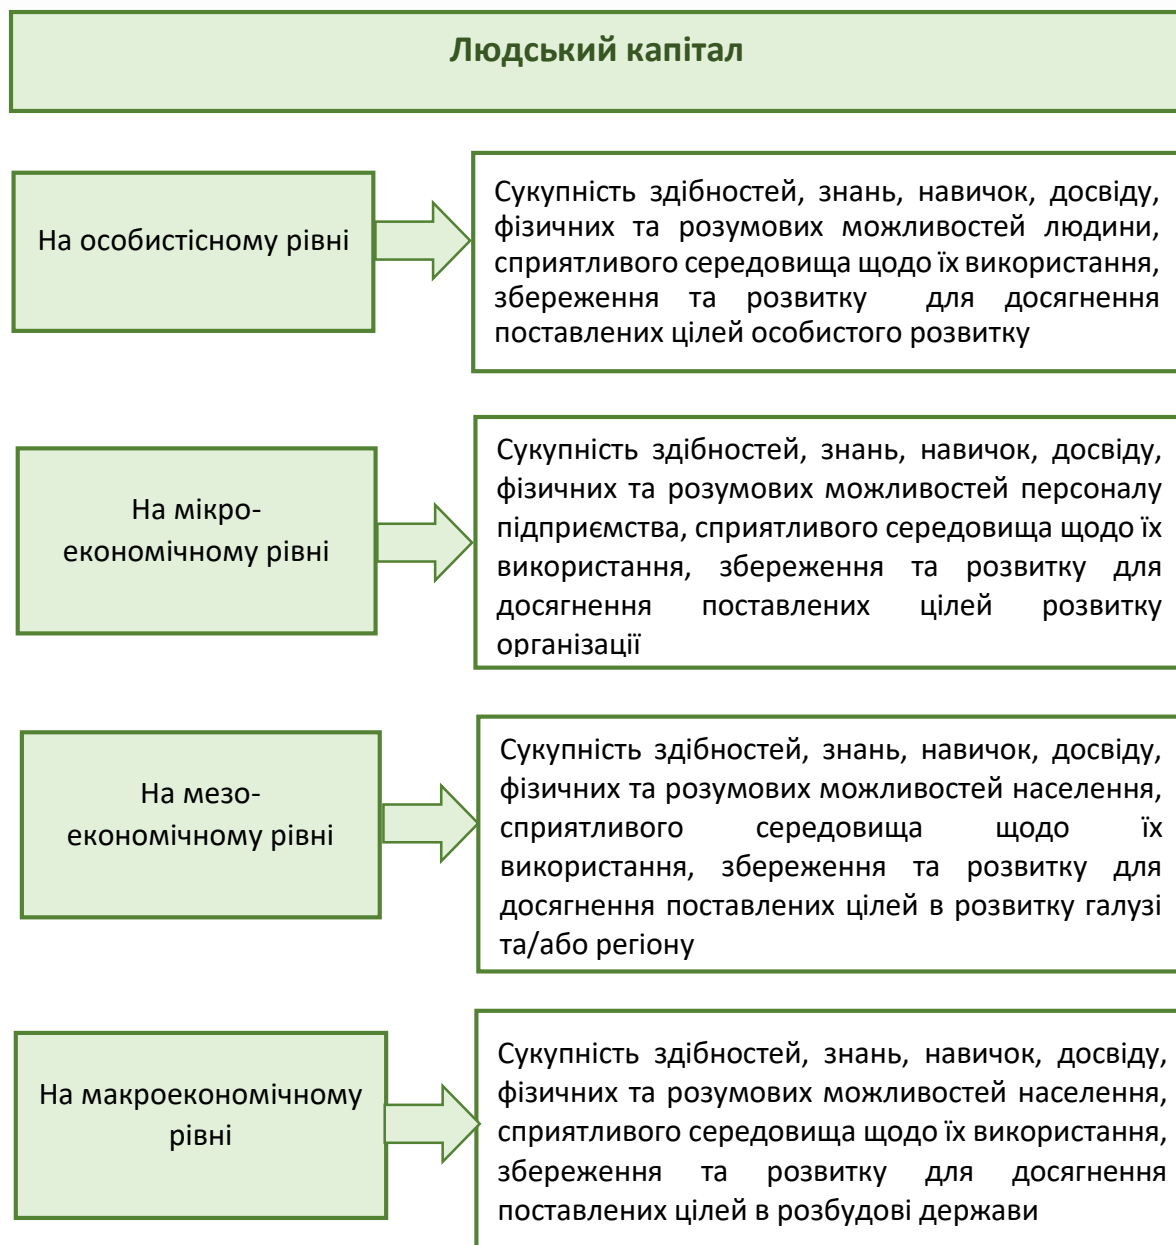 Людський капітал
На особистісному рівні
Сукупність здібностей, знань, навичок, досвіду,
фізичних та розумових можливостей людини,
сприятливого середовища щодо їх використання,
збереження та розвитку для досягнення
поставлених цілей особистого розвитку
На мікро-
економічному рівні
Сукупність здібностей, знань, навичок, досвіду,
фізичних та розумових можливостей персоналу
підприємства, сприятливого середовища щодо їх
використання, збереження та розвитку для
досягнення поставлених цілей розвитку
організації
На мезо-
економічному рівні
Сукупність здібностей, знань, навичок, досвіду,
фізичних та розумових можливостей населення,
сприятливого середовища щодо їх
використання, збереження та розвитку для
досягнення поставлених цілей в розвитку галузі
та/або регіону
На макроекономічному
рівні
Сукупність здібностей, знань, навичок, досвіду,
фізичних та розумових можливостей населення,
сприятливого середовища щодо їх використання,
збереження та розвитку для досягнення
поставлених цілей в розбудові держави